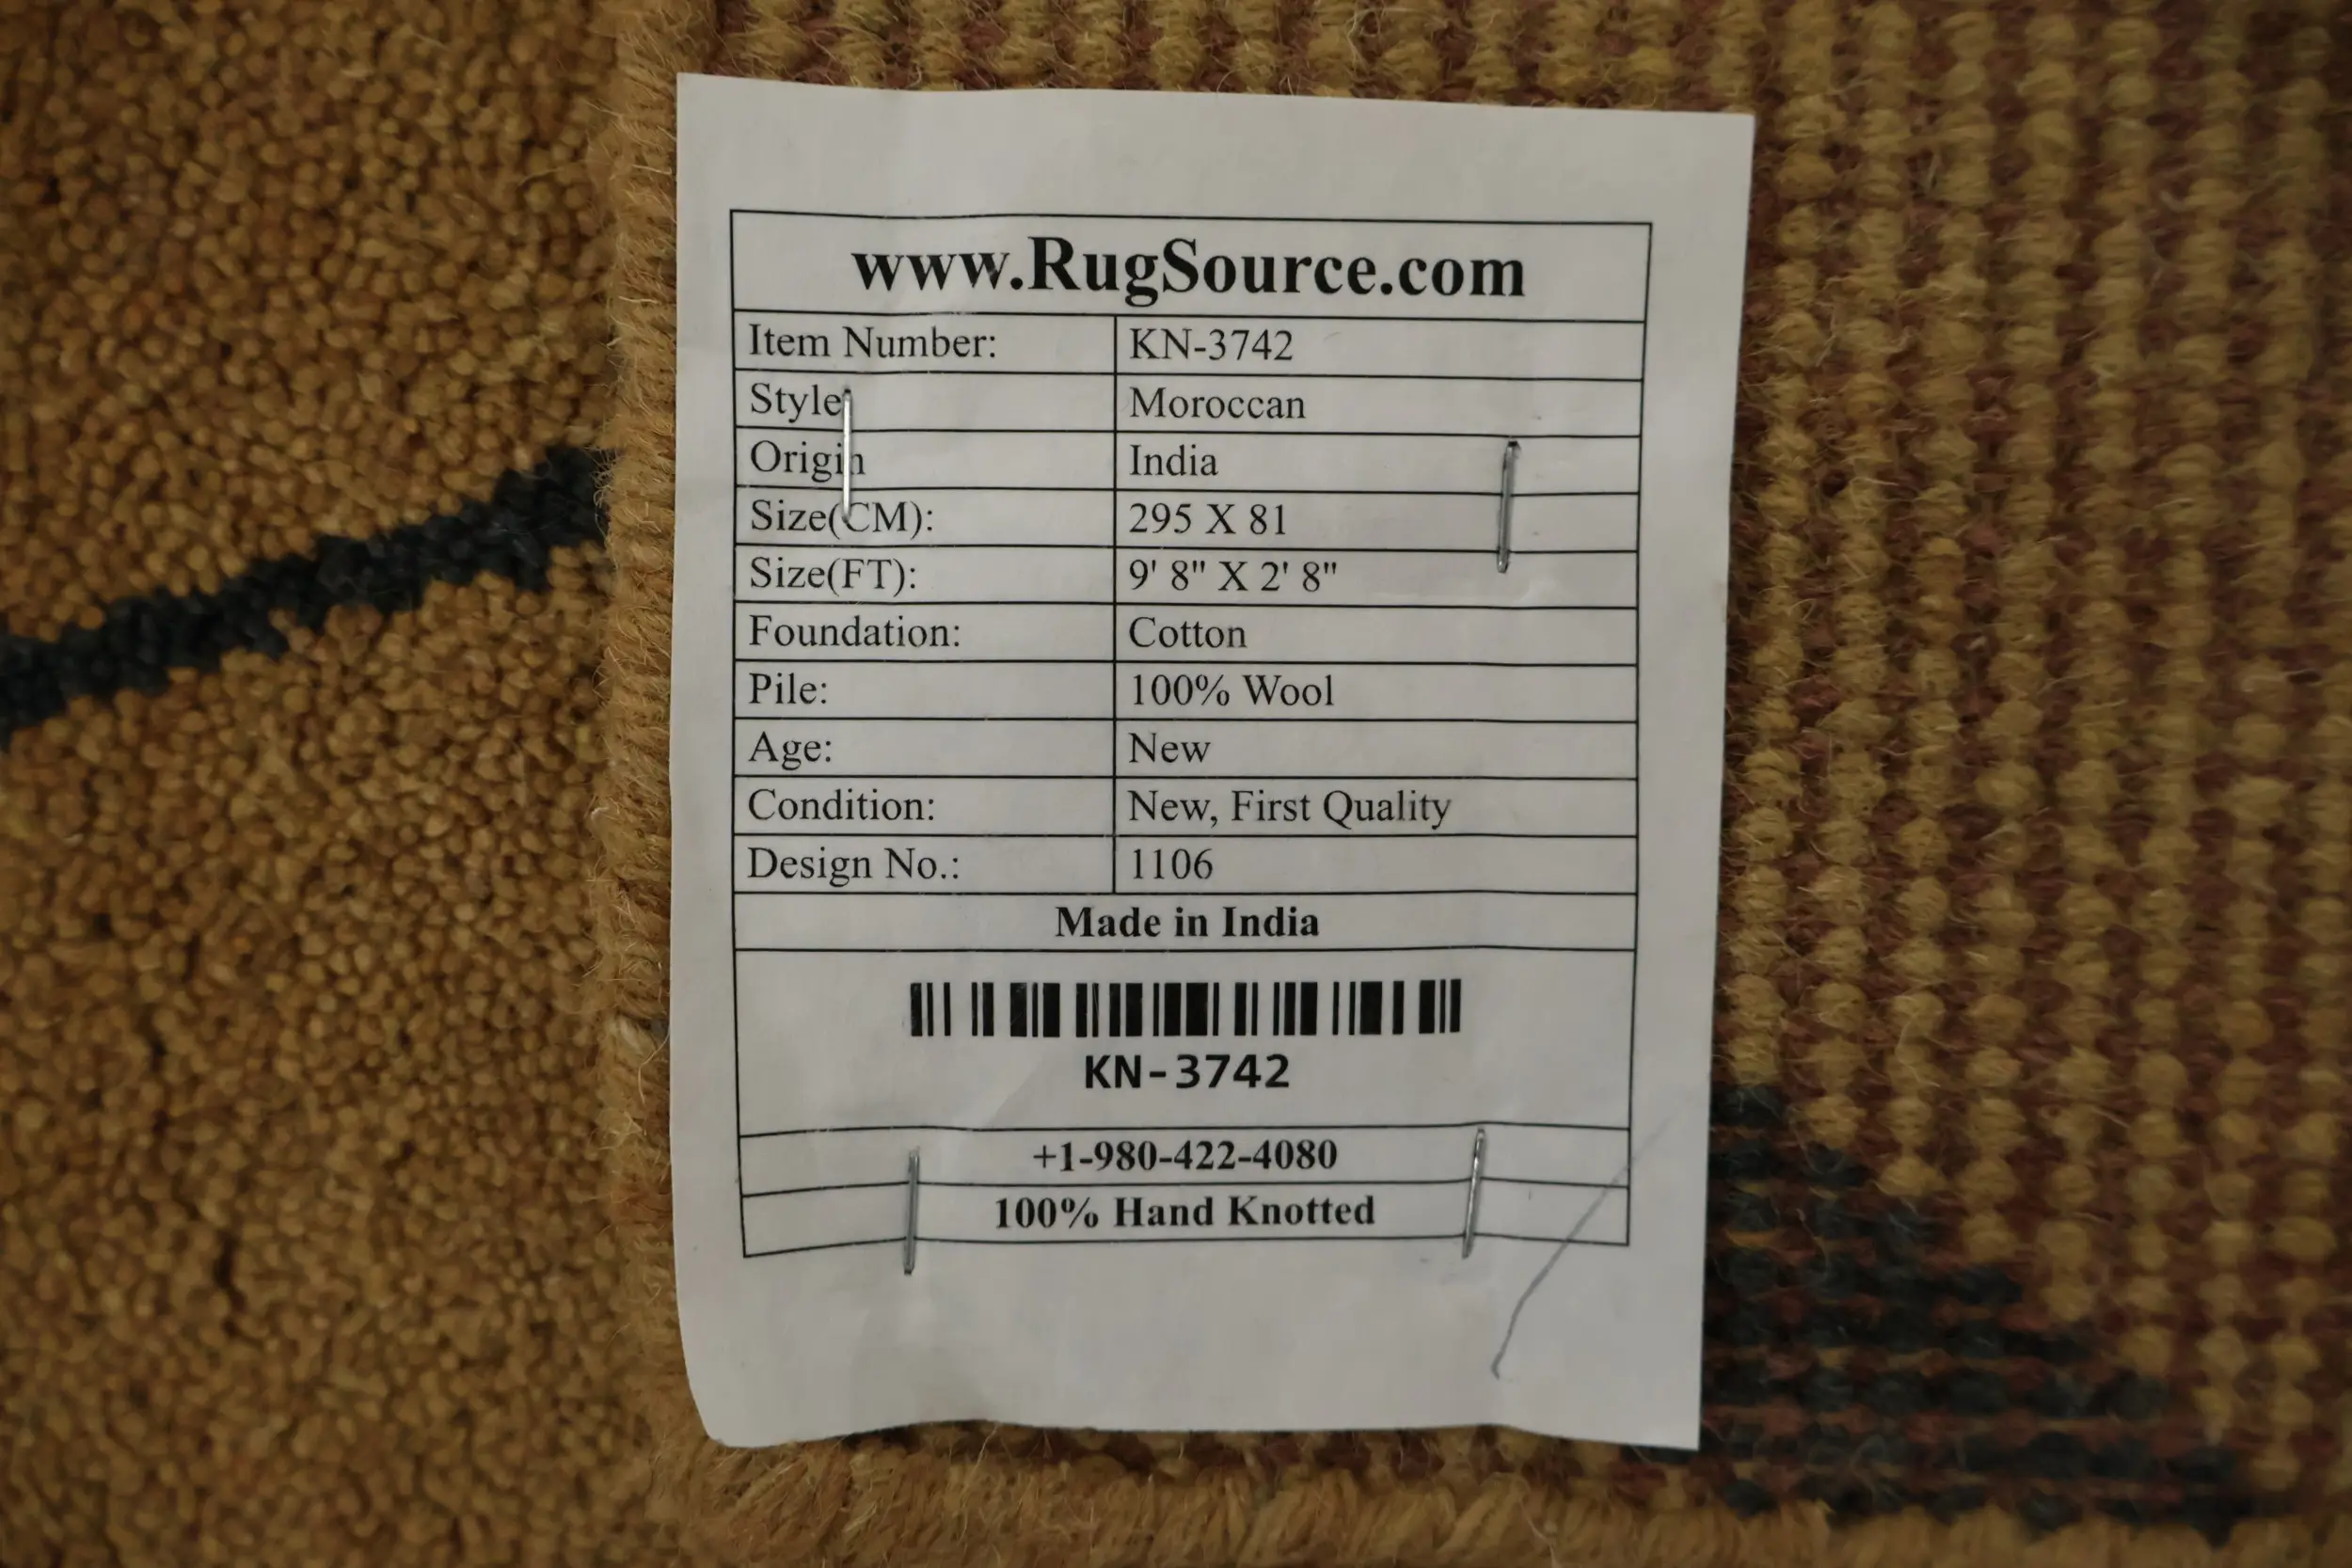 www.RugSource.com
Item Number: KN-3742
Style Moroccan
Origin India
Size(CM): 295 X 81
Size(FT): 9' 8" X 2' 8"
Foundation: Cotton
Pile: 100% Wool
Age: New
Condition: New, First Quality
Design No.: 1106
Made in India
KN-3742
+1-980-422-4080
100% Hand Knotted